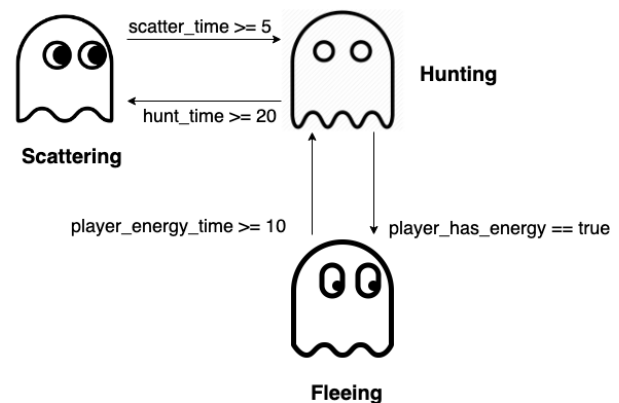 scatter_time >= 5
Hunting
hunt_time >= 20
Scattering
player_energy_time >= 10
player_has_energy == true
Fleeing